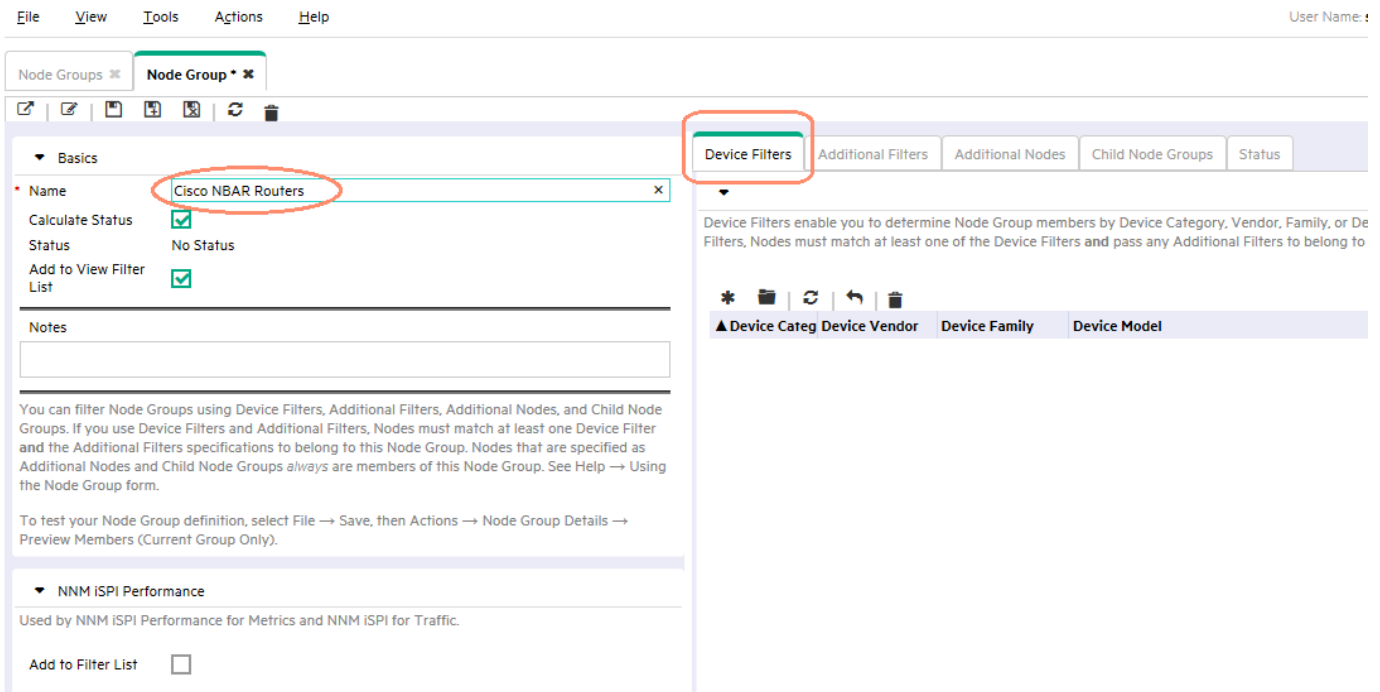 File View Tools Actions Help
User Name:
Node Groups
Node Group *
Basics
* Name Cisco NBAR Routers
Calculate Status
Status No Status
Add to View Filter
List
Notes
You can filter Node Groups using Device Filters, Additional Filters, Additional Nodes, and Child Node
Groups. If you use Device Filters and Additional Filters, Nodes must match at least one Device Filter
and the Additional Filters specifications to belong to this Node Group. Nodes that are specified as
Additional Nodes and Child Node Groups always are members of this Node Group. See Help → Using
the Node Group form.
To test your Node Group definition, select File → Save, then Actions → Node Group Details →
Preview Members (Current Group Only).
NNM iSPI Performance
Used by NNM iSPI Performance for Metrics and NNM iSPI for Traffic.
Add to Filter List
Device Filters Additional Filters Additional Nodes Child Node Groups Status
Device Filters enable you to determine Node Group members by Device Category, Vendor, Family, or De
Filters, Nodes must match at least one of the Device Filters and pass any Additional Filters to belong to
Device Categ Device Vendor Device Family Device Model